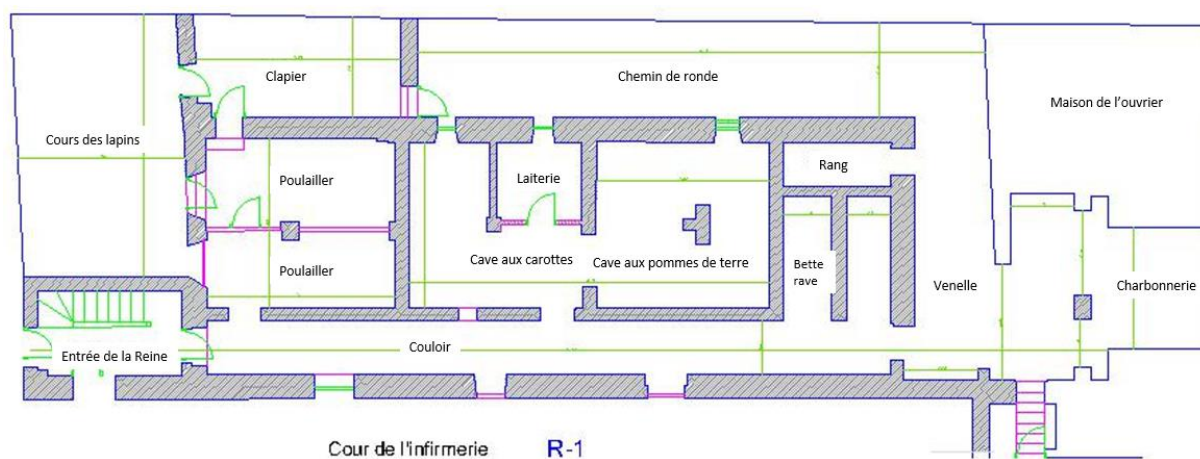 Clapier
Chemin de ronde
Maison de l'ouvrier
Cours des lapins
Poulailler
Laiterie
Rang
Poulailler
Cave aux carottes
Cave aux pommes de terre
Bette
rave
Venelle
Charbonnerie
Entrée de la Reine
Couloir
Cour de l'infirmerie
R-1